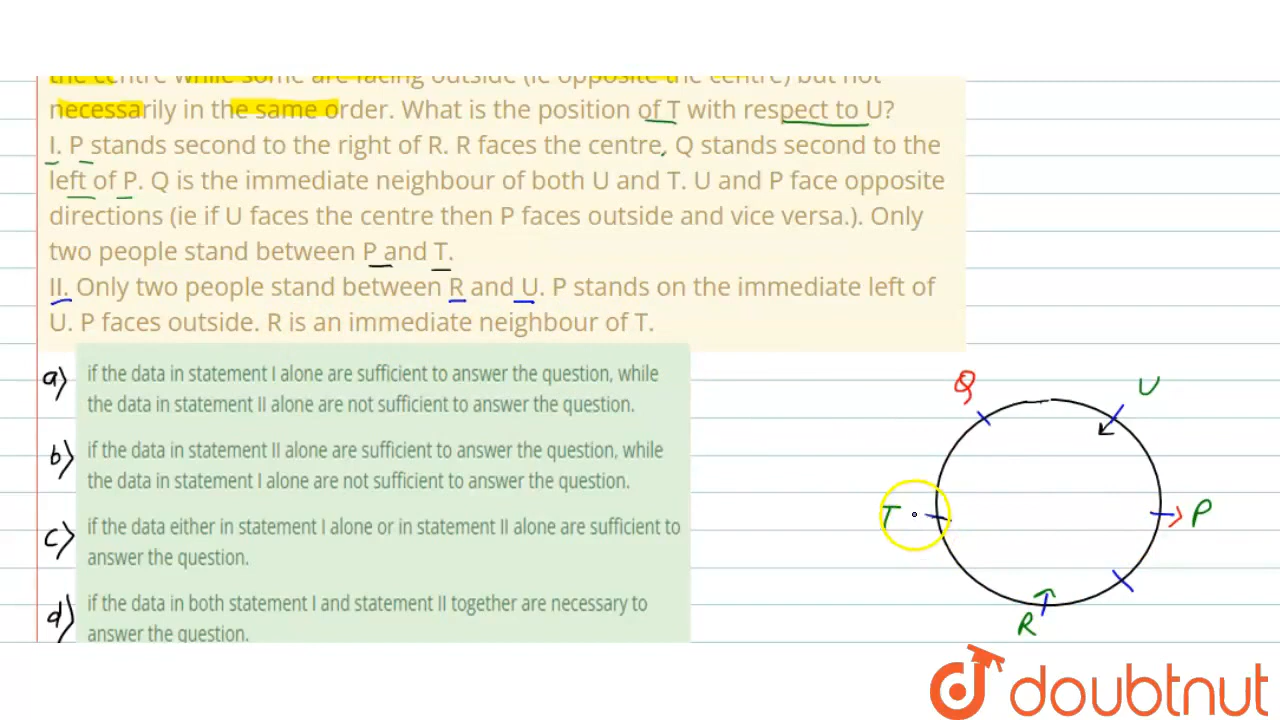 the centre while some are facing outside (ie opposite the centre) but not
necessarily in the same order. What is the position of T with respect to U?
I. P stands second to the right of R. R faces the centre, Q stands second to the
left of P. Q is the immediate neighbour of both U and T. U and P face opposite
directions (ie if U faces the centre then P faces outside and vice versa.). Only
two people stand between P and T.
II. Only two people stand between R and U. P stands on the immediate left of
U. P faces outside. R is an immediate neighbour of T.
a) if the data in statement I alone are sufficient to answer the question, while
the data in statement II alone are not sufficient to answer the question.
b) if the data in statement II alone are sufficient to answer the question, while
the data in statement I alone are not sufficient to answer the question.
c) if the data either in statement I alone or in statement II alone are sufficient to
answer the question.
d) if the data in both statement I and statement II together are necessary to
answer the question.
Q U
T P
R
doubtnut